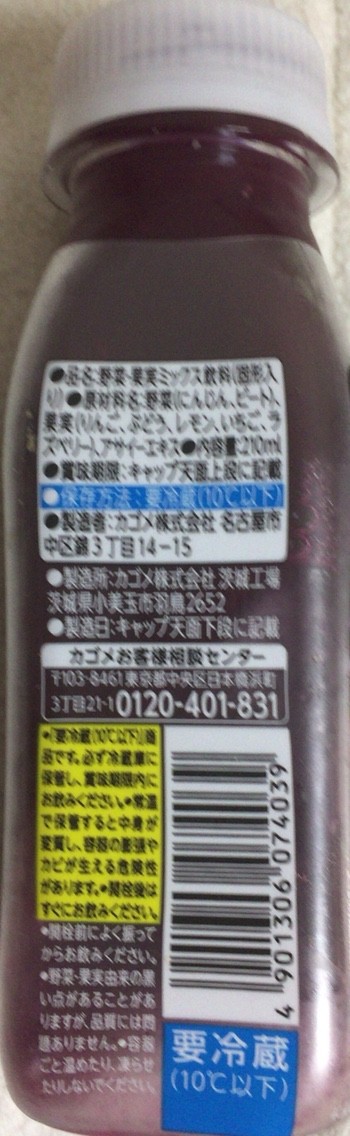 ●品名:野菜・果実ミックス飲料(固形入
り)●原材料名:野菜(にんじん、ビート)、
果実(りんご、ぶどう、レモン、いちご、ラ
ズベリー)、アサイーエキス●内容量:210ml
●賞味期限:キャップ天面上段に記載
●保存方法:要冷蔵(10℃以下)
●製造者:カゴメ株式会社 名古屋市
中区錦3丁目14-15
●製造所:カゴメ株式会社 茨城工場
茨城県小美玉市羽鳥2652
●製造日:キャップ天面下段に記載
カゴメお客様相談センター
〒103-8461東京都中央区日本橋浜町
3丁目21-1 0120-401-831
●「要冷蔵(10℃以下)」商
品です。必ず冷蔵庫に
保管し、賞味期限内に
お飲みください。●常温
で保管すると中身が
変質し、容器の膨張や
カビが生える危険性
があります。●開栓後は
すぐにお飲みください。
●開栓前によく振って
からお飲みください。
●野菜・果実由来の黒
い点があることがあ
りますが、品質には問
題ありません。●容器
ごと温めたり、凍らせ
たりしないでください。
4 901306 074039
要冷蔵
(10℃以下)